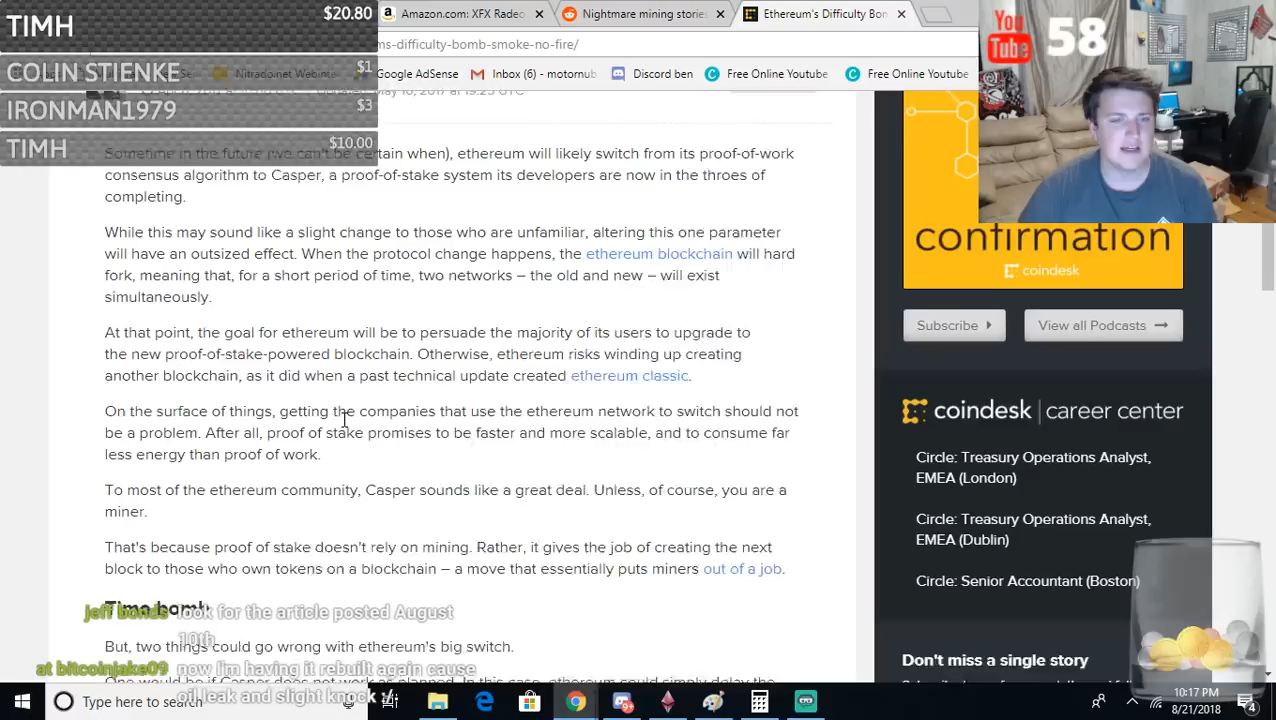 TIMH $20.80
COLIN STIENKE $1
IRONMAN1979 $3
TIMH $10.00
Amazon.com: XFX Radeo
Nightmare mining stories
Ethereum's Difficulty Bon
ms-difficulty-bomb-smoke-no-fire/
Nitrado.net Webinte
Google AdSense
Inbox (6) - motornub
Discord ben
Free Online Youtube
Free Online Youtube
You
Tube
58
Sometime in the future (we can't be certain when), ethereum will likely switch from its proof-of-work
consensus algorithm to Casper, a proof-of-stake system its developers are now in the throes of
completing.
While this may sound like a slight change to those who are unfamiliar, altering this one parameter
will have an outsized effect. When the protocol change happens, the ethereum blockchain will hard
fork, meaning that, for a short period of time, two networks – the old and new – will exist
simultaneously.
At that point, the goal for ethereum will be to persuade the majority of its users to upgrade to
the new proof-of-stake-powered blockchain. Otherwise, ethereum risks winding up creating
another blockchain, as it did when a past technical update created ethereum classic.
On the surface of things, getting the companies that use the ethereum network to switch should not
be a problem. After all, proof of stake promises to be faster and more scalable, and to consume far
less energy than proof of work.
To most of the ethereum community, Casper sounds like a great deal. Unless, of course, you are a
miner.
That's because proof of stake doesn't rely on mining. Rather, it gives the job of creating the next
block to those who own tokens on a blockchain – a move that essentially puts miners out of a job.
Time bomb
But, two things could go wrong with ethereum's big switch.
confirmation
coindesk
Subscribe
View all Podcasts
coindesk | career center
Circle: Treasury Operations Analyst,
EMEA (London)
Circle: Treasury Operations Analyst,
EMEA (Dublin)
Circle: Senior Accountant (Boston)
Don't miss a single story
jeff bonds look for the article posted August
10th
at bitcoinjake09 now I'm having it rebuilt again cause
oil leak and slight knock :/
Type here to search
10:17 PM
8/21/2018
4